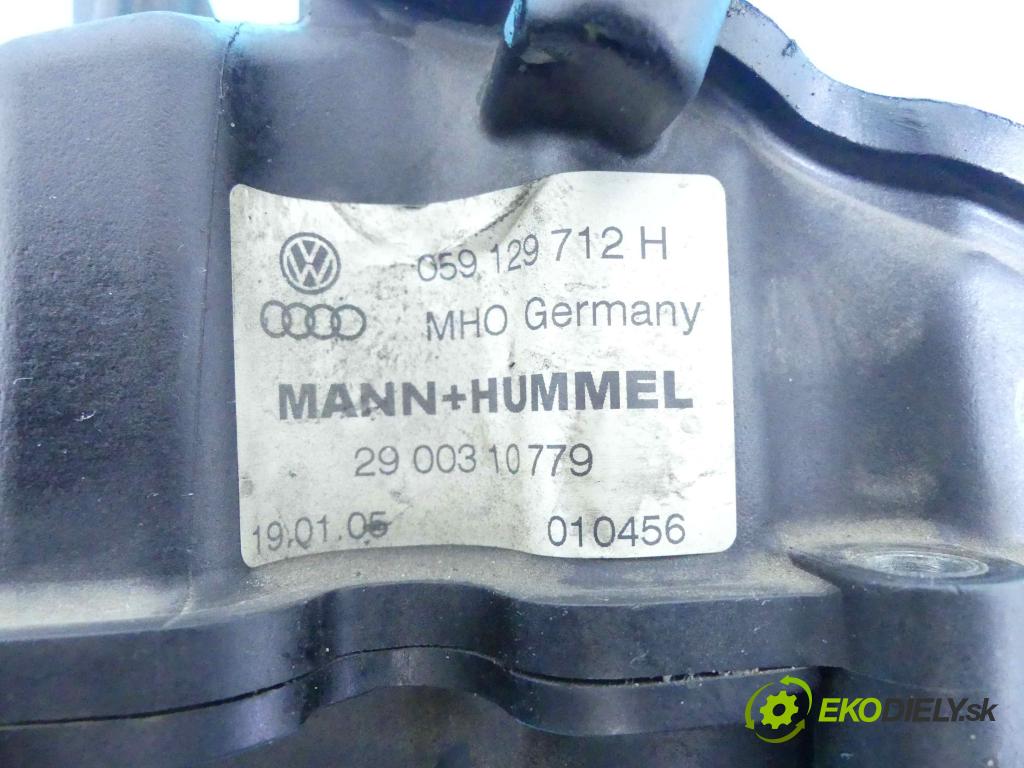 059 129 712 H
MHO Germany
MANN+HUMMEL
29 003 10779
19.01.05 010456
EKODIELY.sk